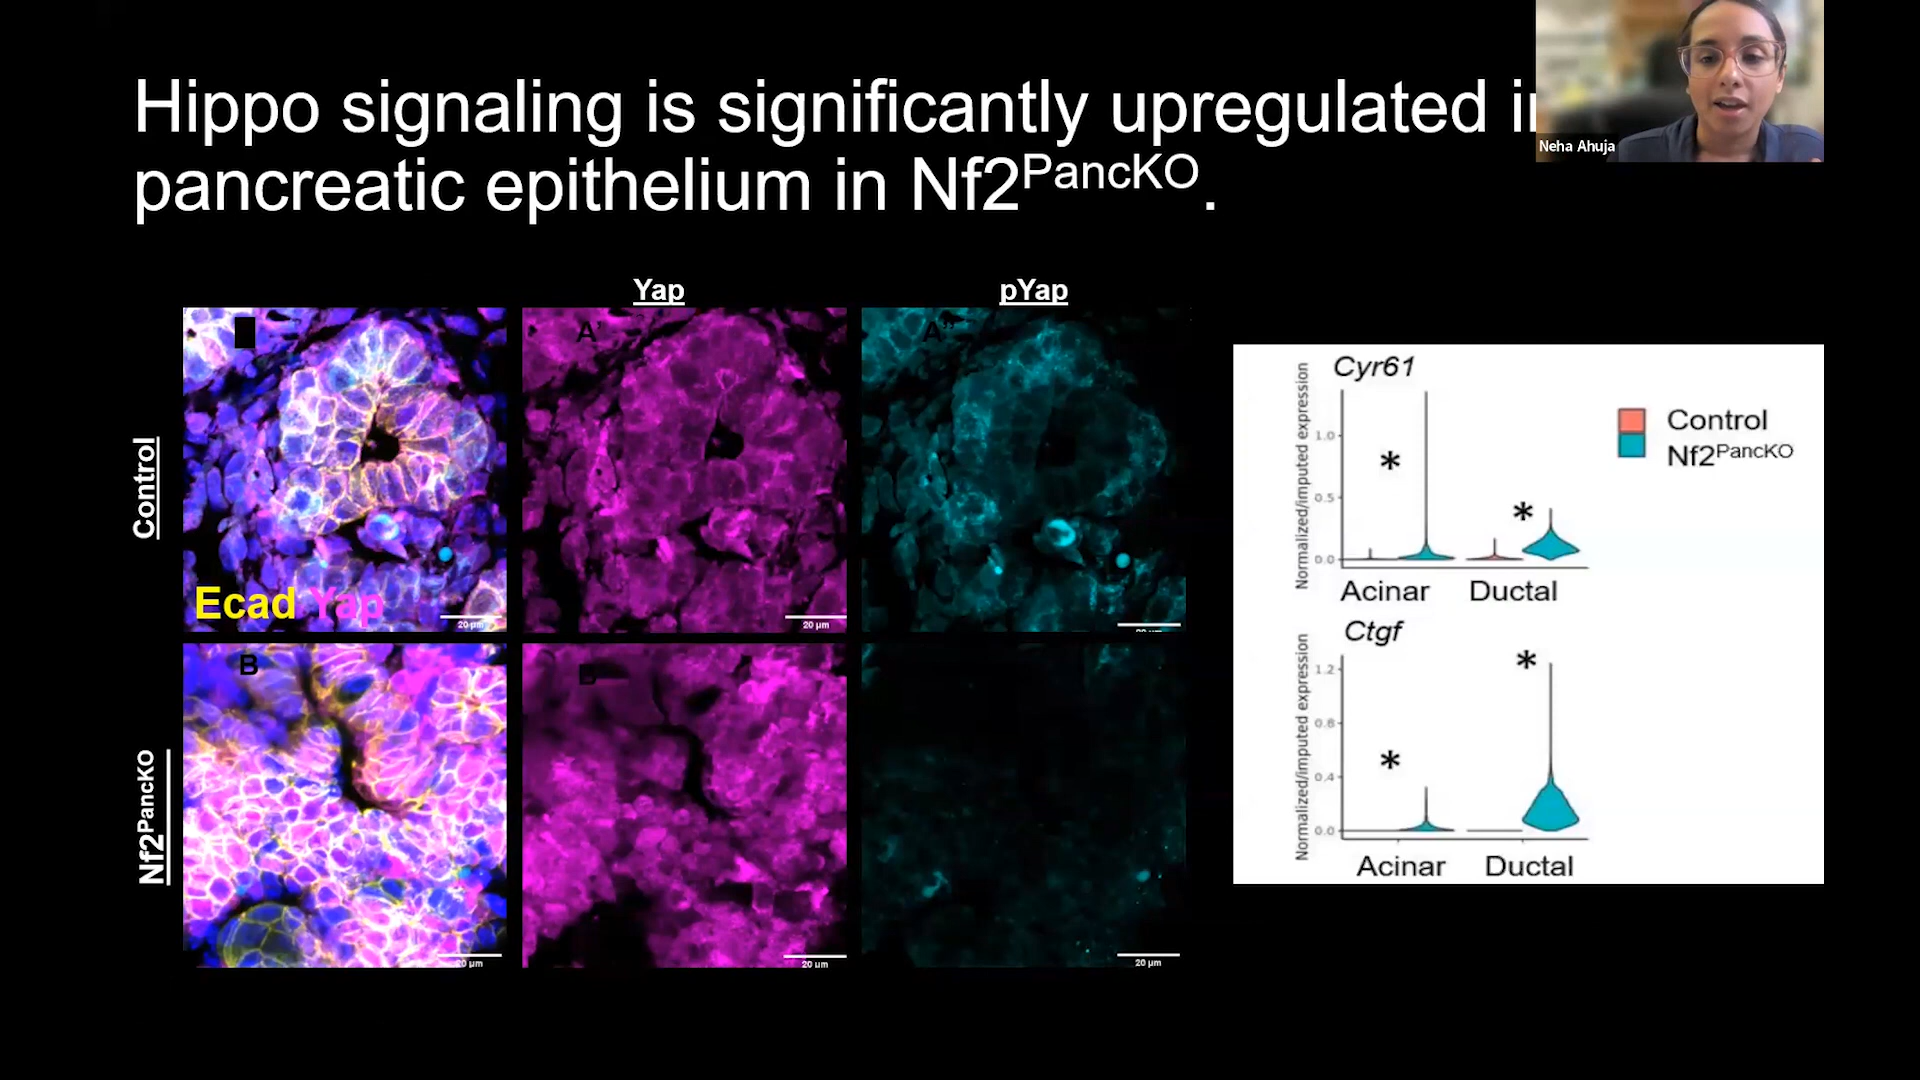 Hippo signaling is significantly upregulated in
pancreatic epithelium in Nf2PancKO.
Neha Ahuja
Yap
pYap
Control
A'
A''
Ecad Yap
20 μm
20 μm
Nf2PancKO
B
B
20 μm
20 μm
20 μm
Cyr61
Normalized/imputed expression
1.0
0.5
0.0
*
*
Acinar
Ductal
Control
Nf2PancKO
Ctgf
Normalized/imputed expression
1.2
0.8
0.4
0.0
*
*
Acinar
Ductal